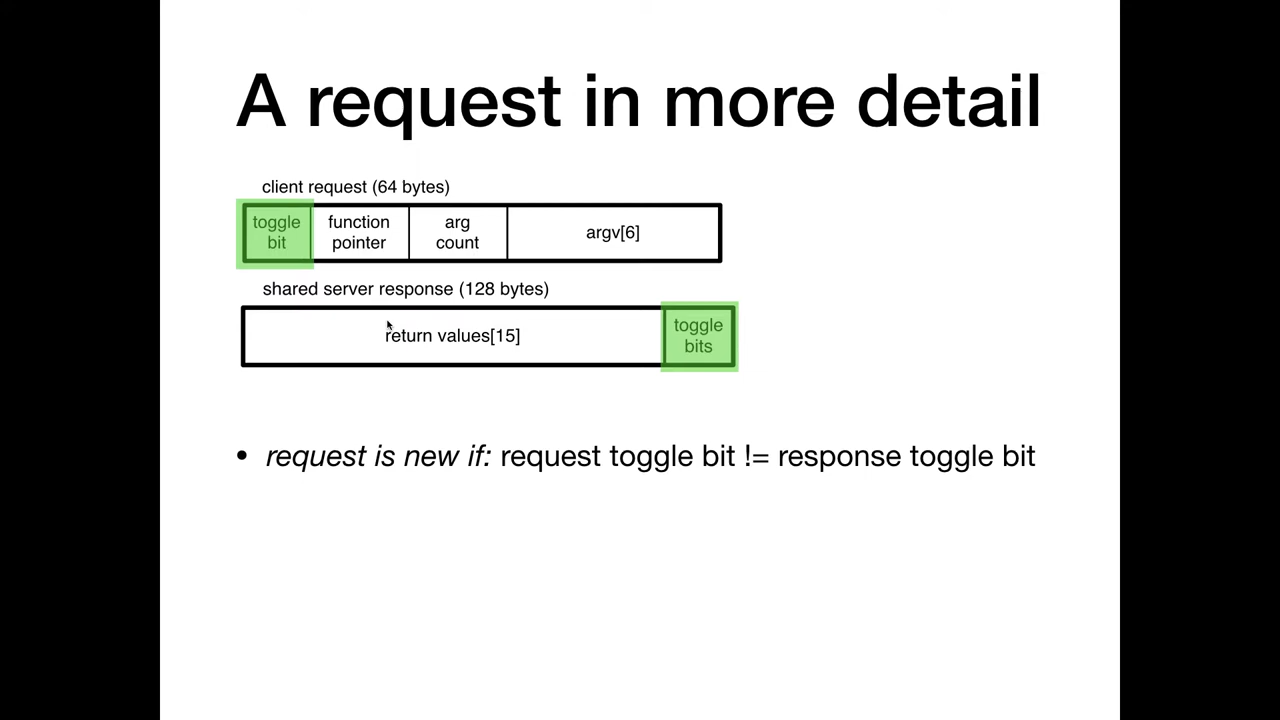 A request in more detail
client request (64 bytes)
toggle bit
function pointer
arg count
argv[6]
shared server response (128 bytes)
return values[15]
toggle bits
• request is new if: request toggle bit != response toggle bit